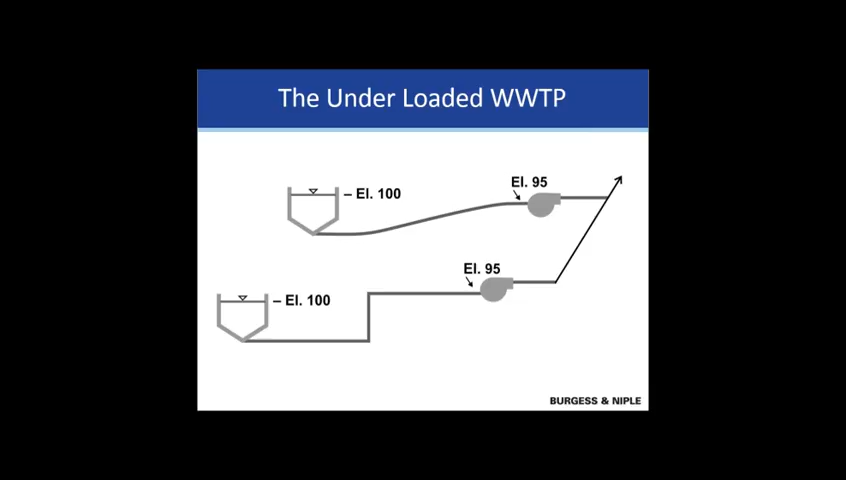 The Under Loaded WWTP
El. 95
– El. 100
El. 95
– El. 100
BURGESS & NIPLE